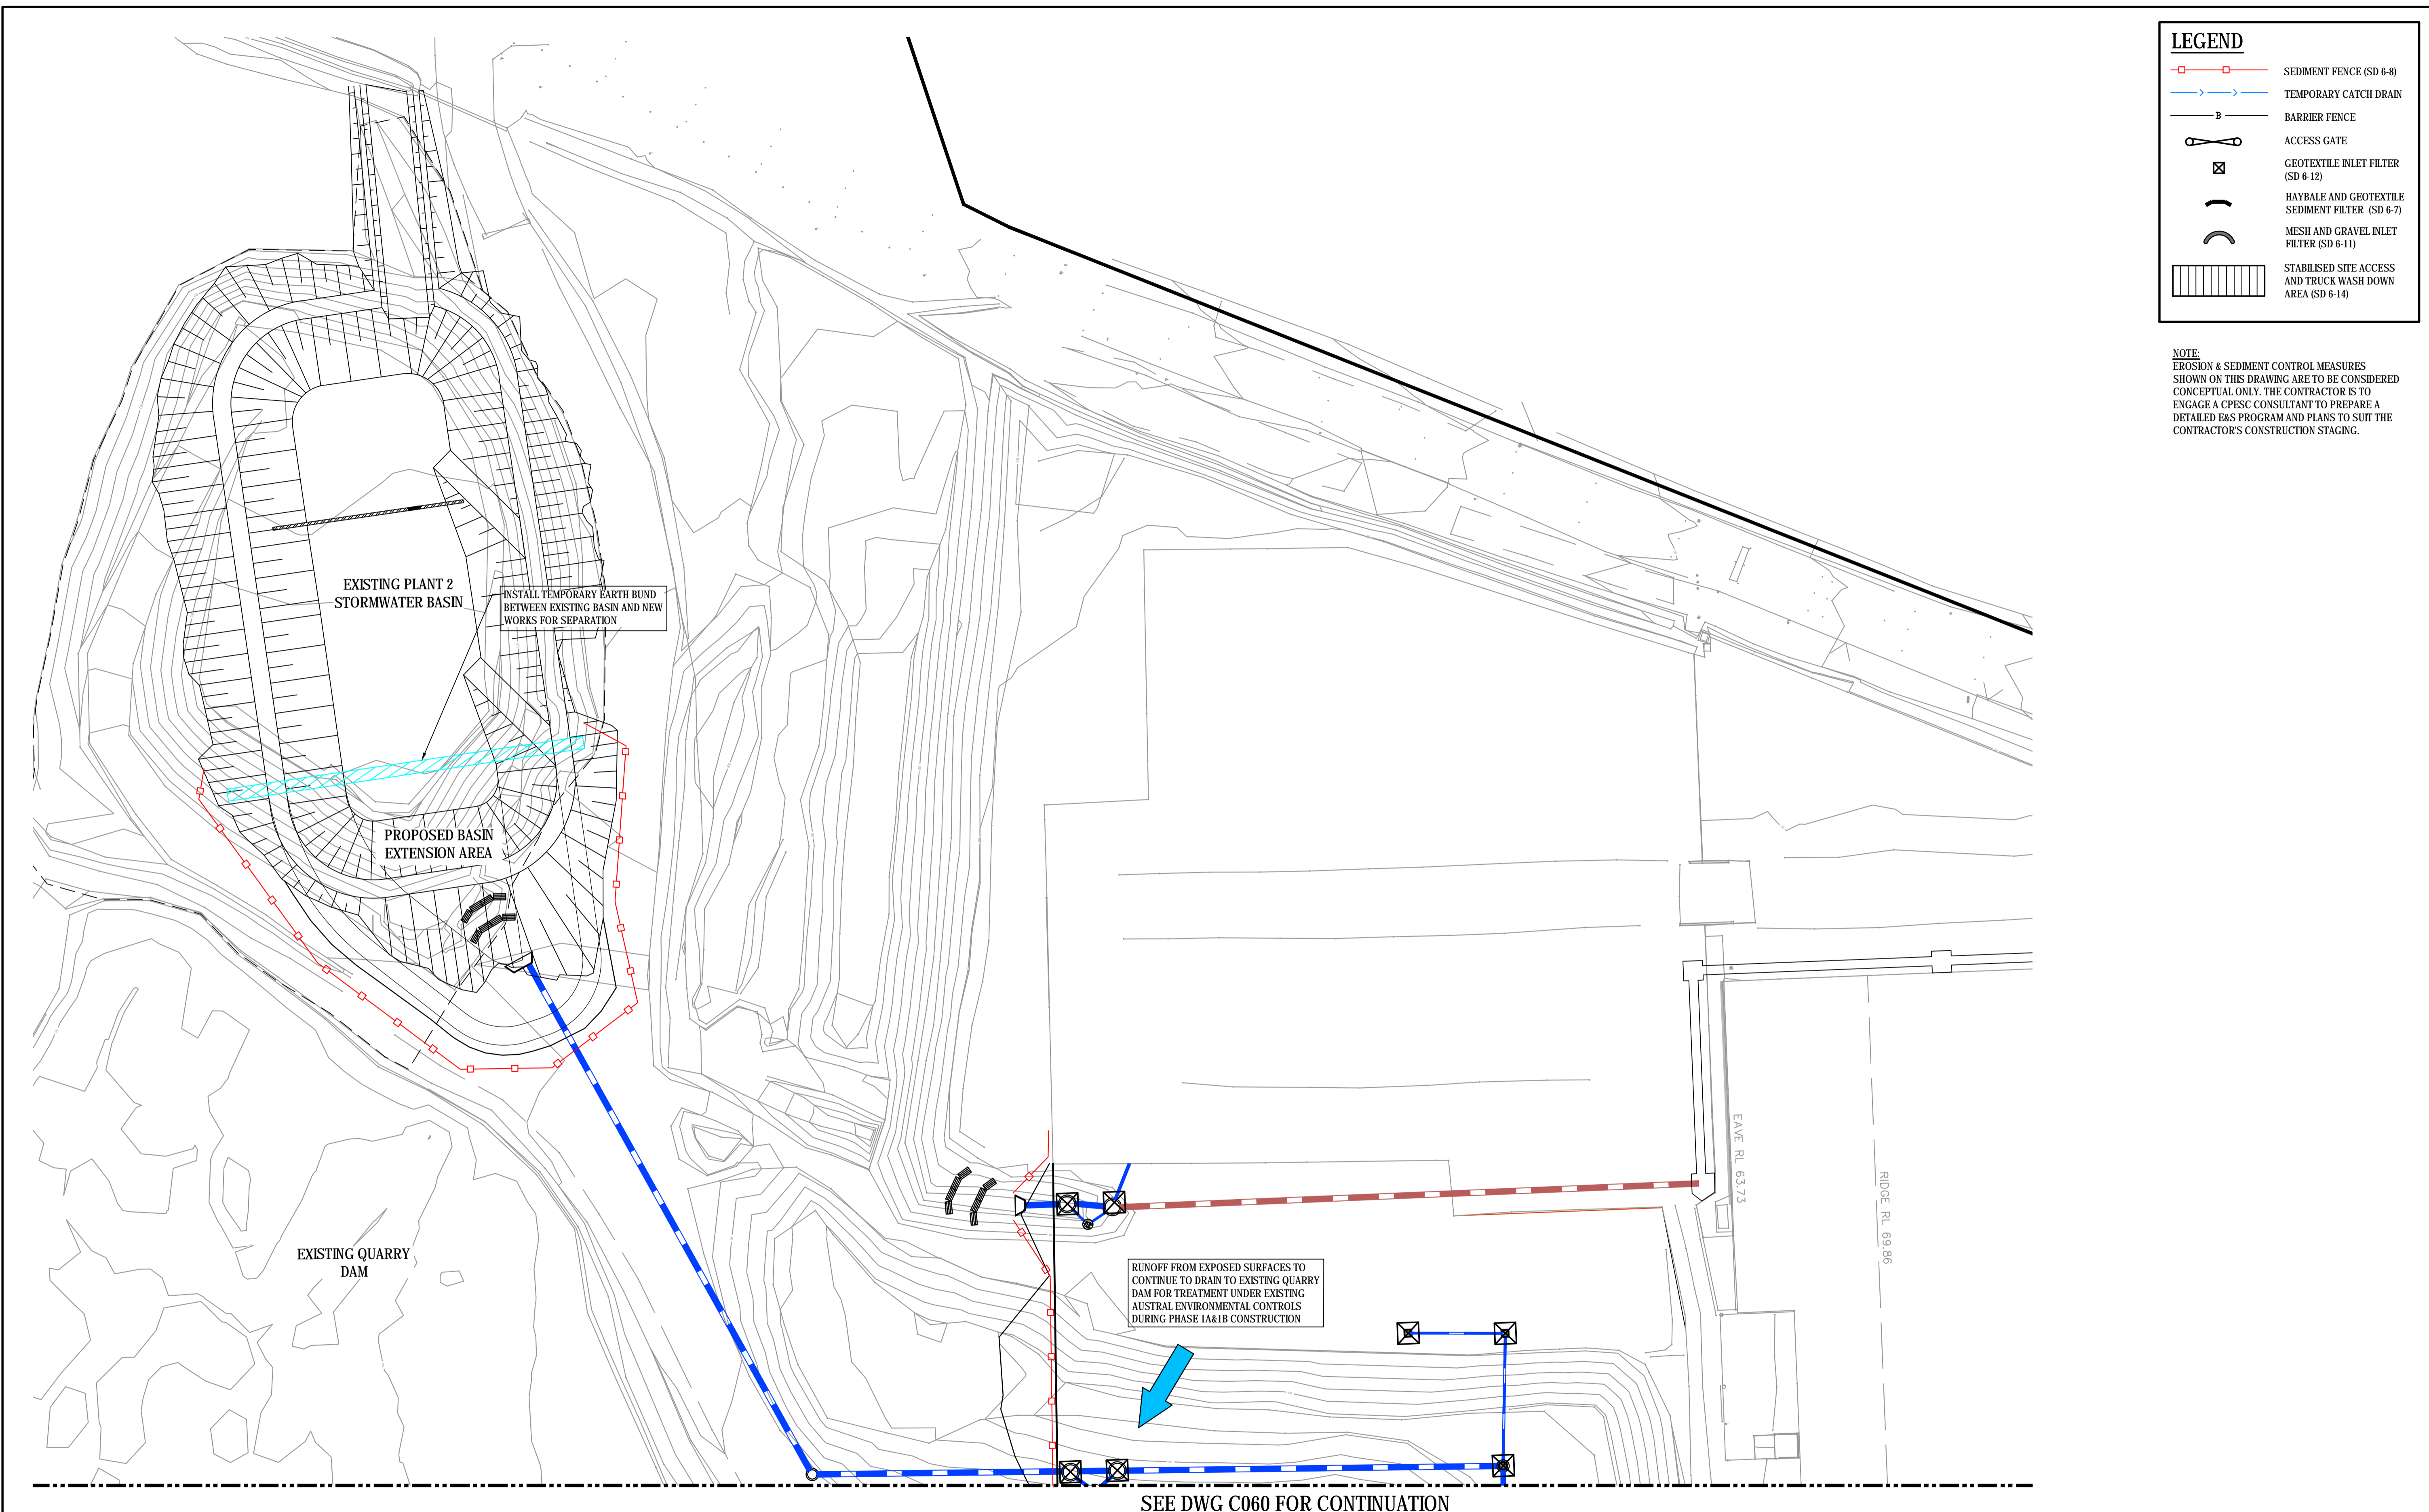 LEGEND
SEDIMENT FENCE (SD 6-8)
TEMPORARY CATCH DRAIN
B
BARRIER FENCE
ACCESS GATE
GEOTEXTILE INLET FILTER
(SD 6-12)
HAYBALE AND GEOTEXTILE
SEDIMENT FILTER (SD 6-7)
MESH AND GRAVEL INLET
FILTER (SD 6-11)
STABILISED SITE ACCESS
AND TRUCK WASH DOWN
AREA (SD 6-14)
NOTE:
EROSION & SEDIMENT CONTROL MEASURES
SHOWN ON THIS DRAWING ARE TO BE CONSIDERED
CONCEPTUAL ONLY. THE CONTRACTOR IS TO
ENGAGE A CPESC CONSULTANT TO PREPARE A
DETAILED E&S PROGRAM AND PLANS TO SUIT THE
CONTRACTOR'S CONSTRUCTION STAGING.
EXISTING PLANT 2
STORMWATER BASIN
INSTALL TEMPORARY EARTH BUND
BETWEEN EXISTING BASIN AND NEW
WORKS FOR SEPARATION
PROPOSED BASIN
EXTENSION AREA
EAVE RL 63.73
RIDGE RL 69.86
EXISTING QUARRY
DAM
RUNOFF FROM EXPOSED SURFACES TO
CONTINUE TO DRAIN TO EXISTING QUARRY
DAM FOR TREATMENT UNDER EXISTING
AUSTRAL ENVIRONMENTAL CONTROLS
DURING PHASE 1A&1B CONSTRUCTION
SEE DWG C060 FOR CONTINUATION